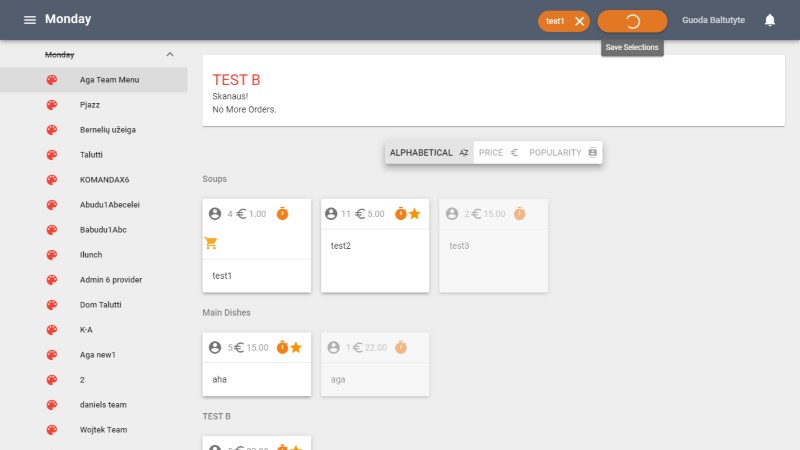 Monday
test1
Guoda Baltutyte
Save Selections
Monday
Aga Team Menu
Pjazz
Bernelių užeiga
Talutti
KOMANDAX6
Abudu1Abecelei
Babudu1Abc
Ilunch
Admin 6 provider
Dom Talutti
K-A
Aga new1
2
daniels team
Wojtek Team
TEST B
Skanaus!
No More Orders.
ALPHABETICAL
PRICE €
POPULARITY
Soups
4 € 1.00
test1
11 € 5.00
test2
2 € 15.00
test3
Main Dishes
5 € 15.00
aha
1 € 22.00
aga
TEST B